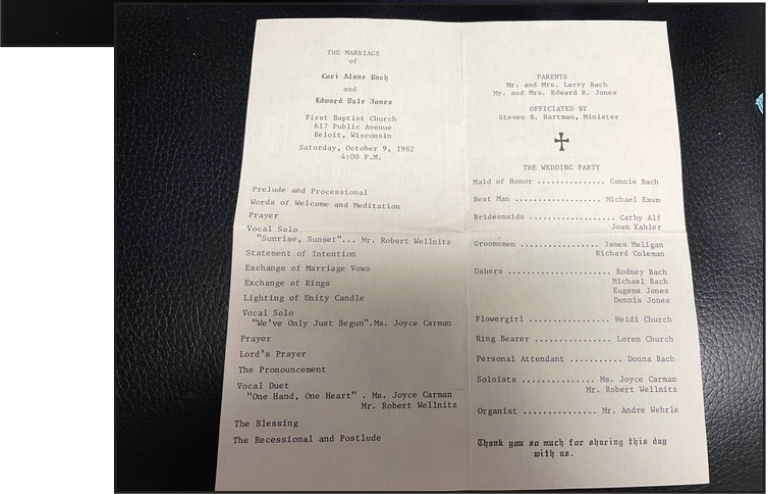 THE MARRIAGE
of
Cori Diane Bach
and
Edward Dale Jones
First Baptist Church
617 Public Avenue
Beloit, Wisconsin
Saturday, October 9, 1982
4:00 P.M.
Prelude and Processional
Words of Welcome and Meditation
Prayer
Vocal Solo
"Sunrise, Sunset"... Mr. Robert Wellnitz
Statement of Intention
Exchange of Marriage Vows
Exchange of Rings
Lighting of Unity Candle
Vocal Solo
"We've Only Just Begun".Ms. Joyce Carman
Prayer
Lord's Prayer
The Pronouncement
Vocal Duet
"One Hand, One Heart" . Ms. Joyce Carman
Mr. Robert Wellnitz
The Blessing
The Recessional and Postlude
PARENTS
Mr. and Mrs. Larry Bach
Mr. and Mrs. Edward R. Jones
OFFICIATED BY
Steven B. Hartman, Minister
THE WEDDING PARTY
Maid of Honor ............... Connie Bach
Best Man ................... Michael Exum
Bridesmaids ................... Cathy Alf
Joan Kahler
Groomsmen ................. James Meligan
Richard Coleman
Ushers ...................... Rodney Bach
Michael Bach
Eugene Jones
Dennis Jones
Flowergirl .................. Heidi Church
Ring Bearer ................. Loren Church
Personal Attendant .......... Donna Bach
Soloists ................ Ms. Joyce Carman
Mr. Robert Wellnitz
Organist ................ Mr. Andre Wehrle
Thank you so much for sharing this day
with us.